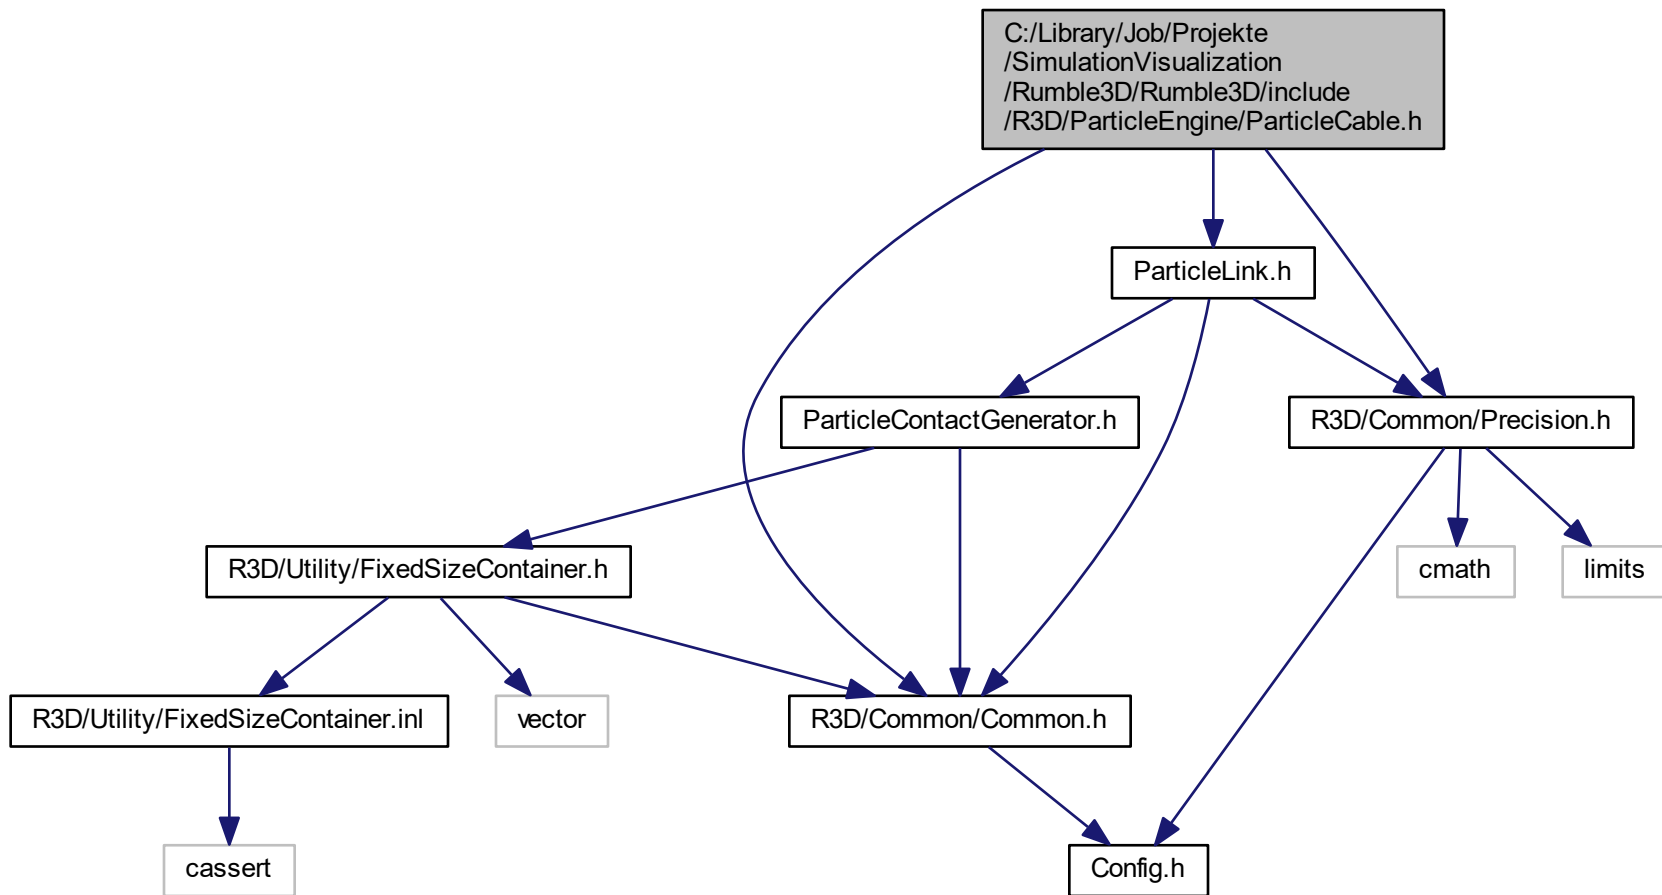 C:/Library/Job/Projekte
/SimulationVisualization
/Rumble3D/Rumble3D/include
/R3D/ParticleEngine/ParticleCable.h
ParticleLink.h
ParticleContactGenerator.h
R3D/Common/Precision.h
R3D/Utility/FixedSizeContainer.h
cmath
limits
R3D/Utility/FixedSizeContainer.inl
vector
R3D/Common/Common.h
cassert
Config.h